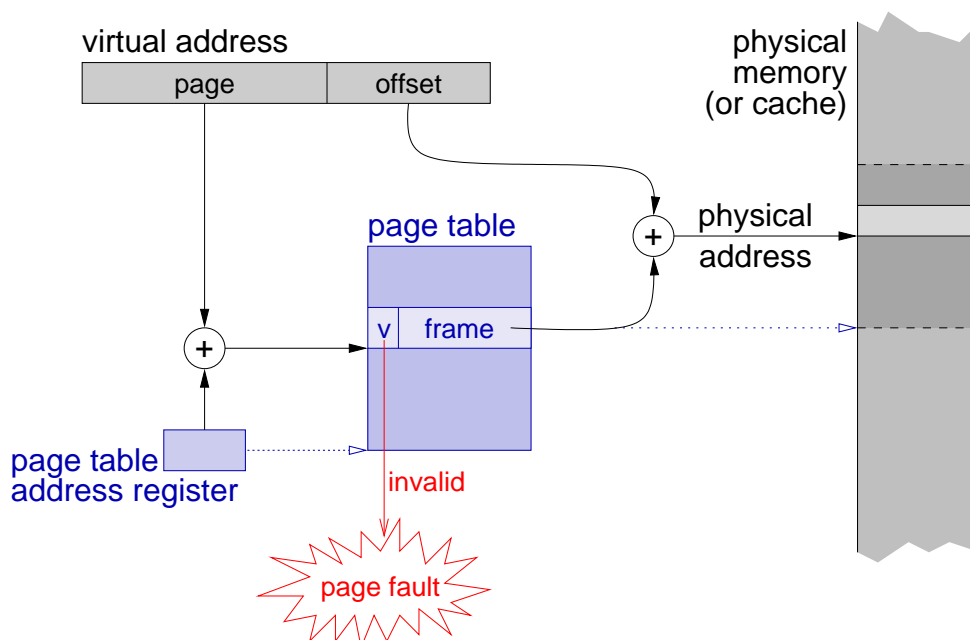 virtual address
page
offset
physical
memory
(or cache)
page table
physical
address
+
v
frame
+
page table
address register
invalid
page fault